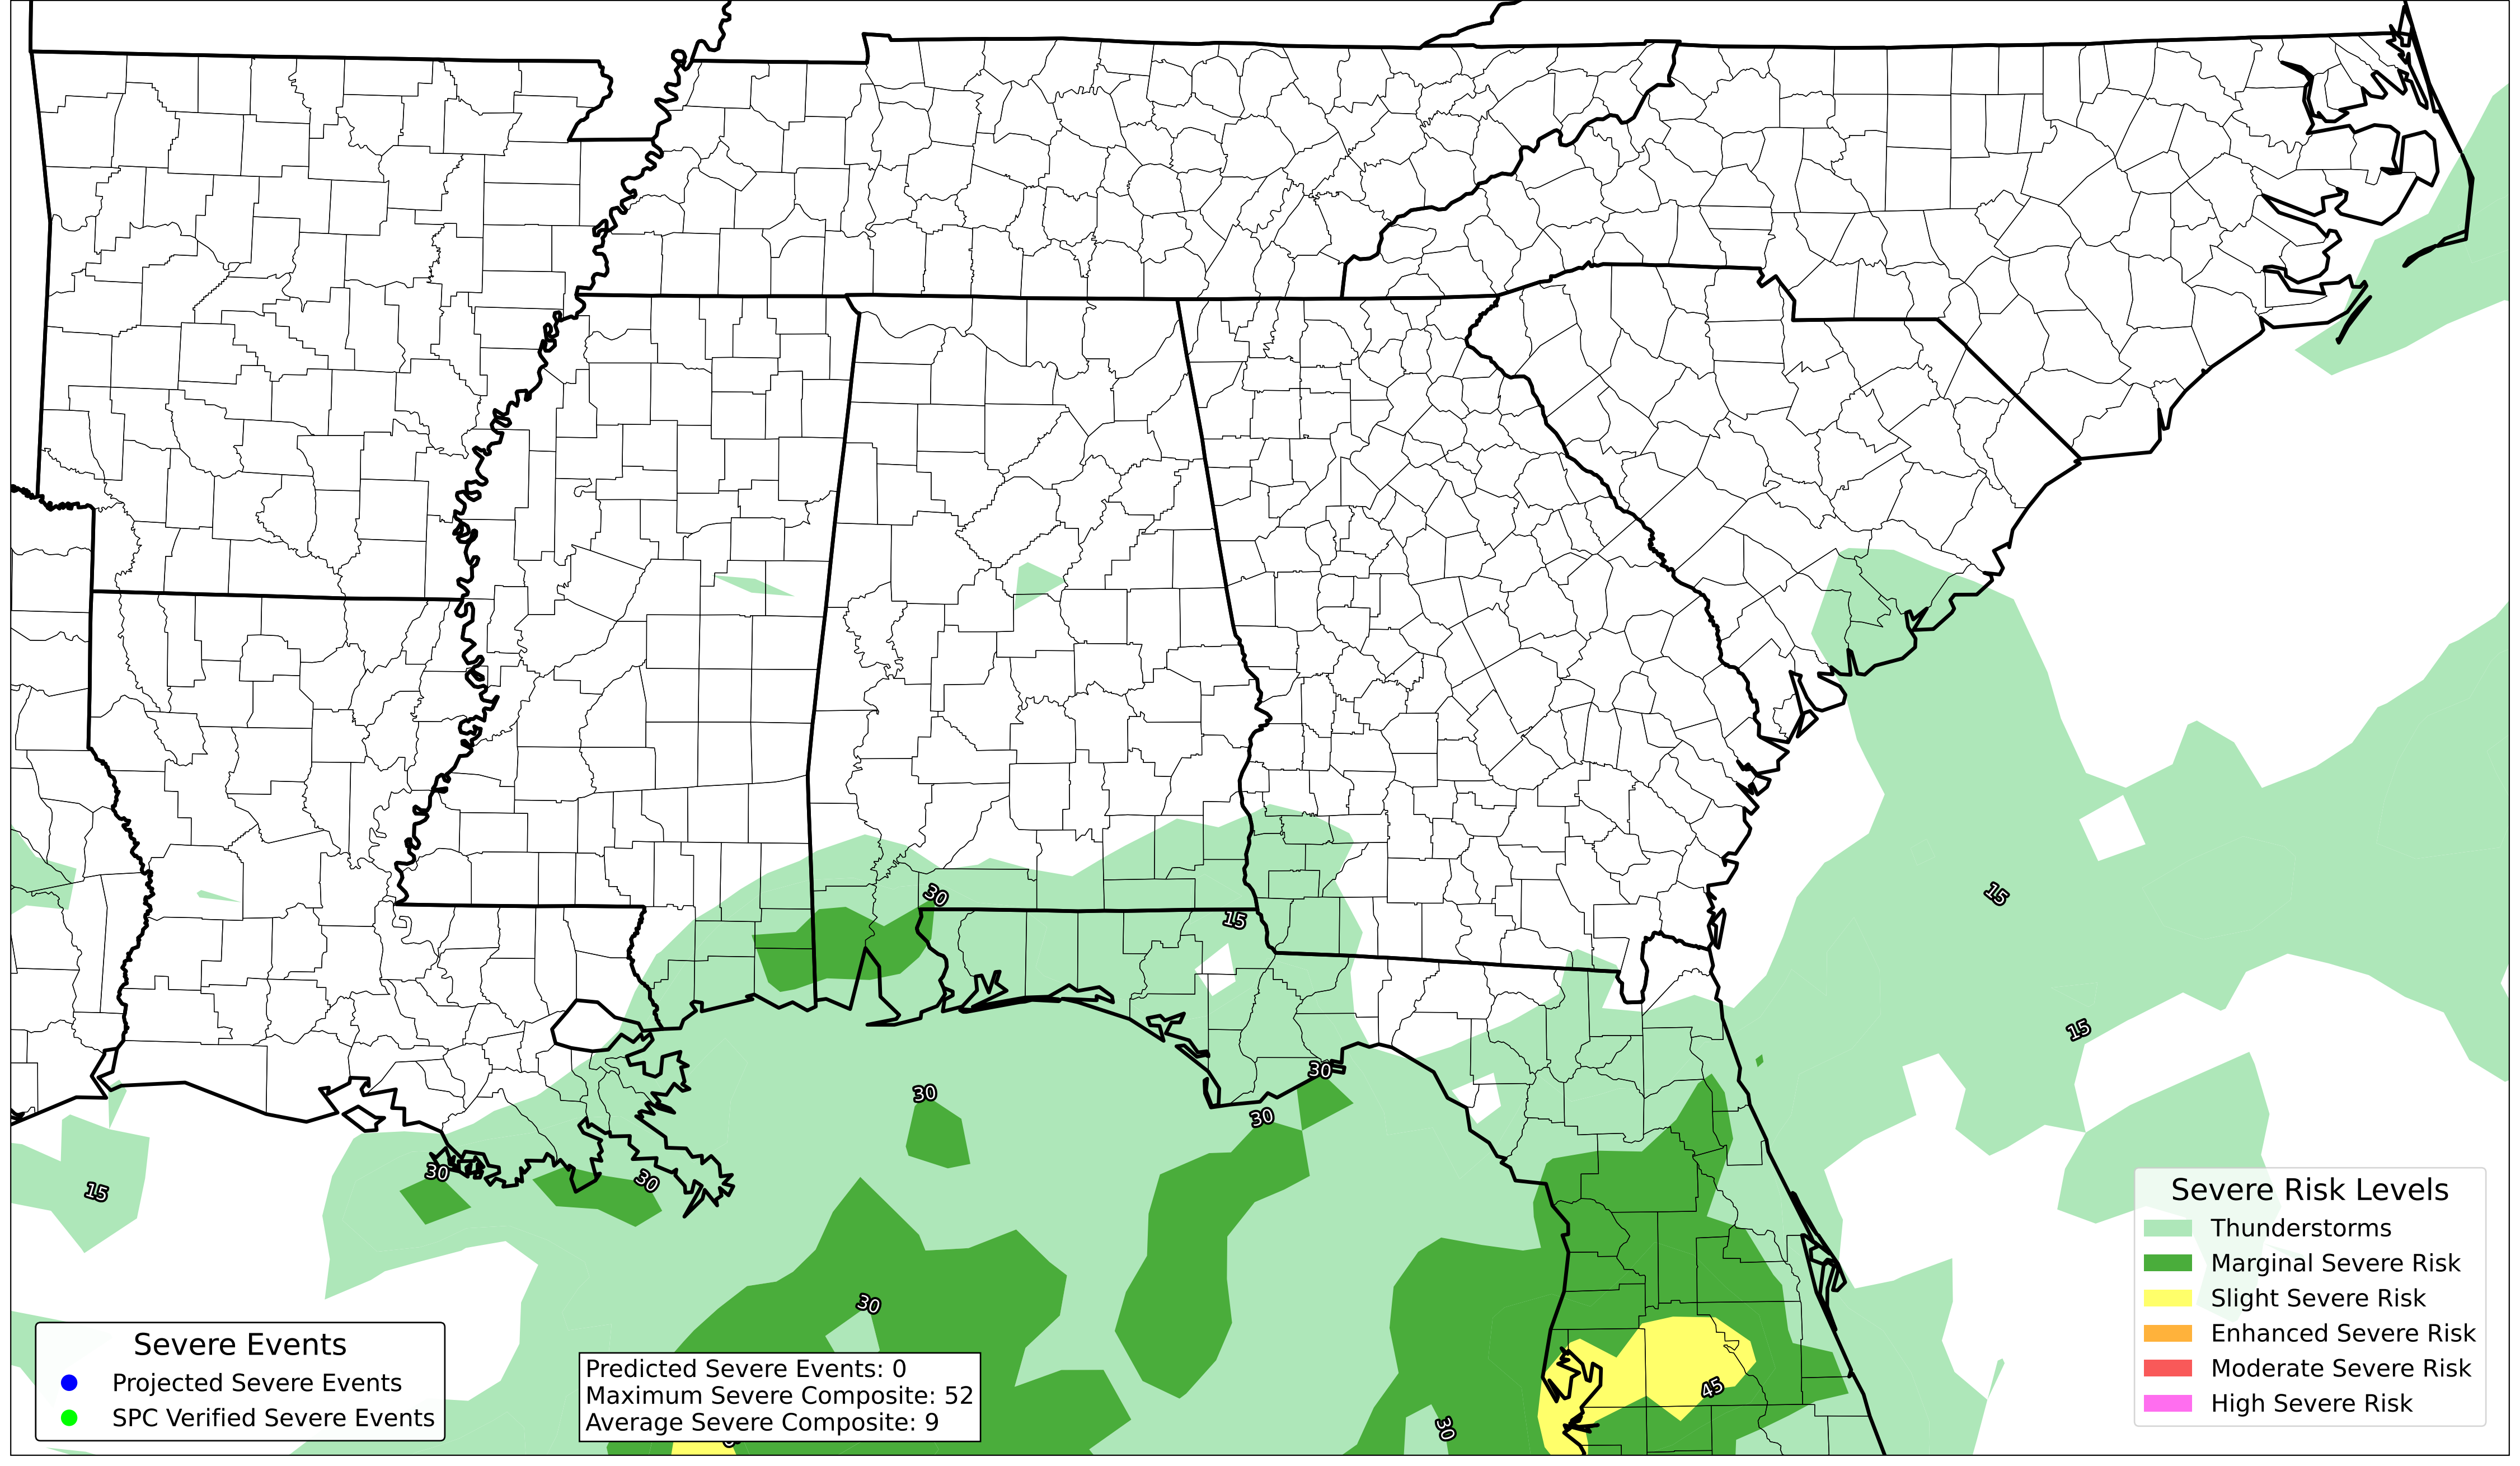 30
15
15
15
30
30
30
30
30
15
30
Severe Risk Levels
Thunderstorms
Marginal Severe Risk
Slight Severe Risk
Enhanced Severe Risk
Moderate Severe Risk
High Severe Risk
45
30
Severe Events
Projected Severe Events
SPC Verified Severe Events
Predicted Severe Events: 0
Maximum Severe Composite: 52
Average Severe Composite: 9